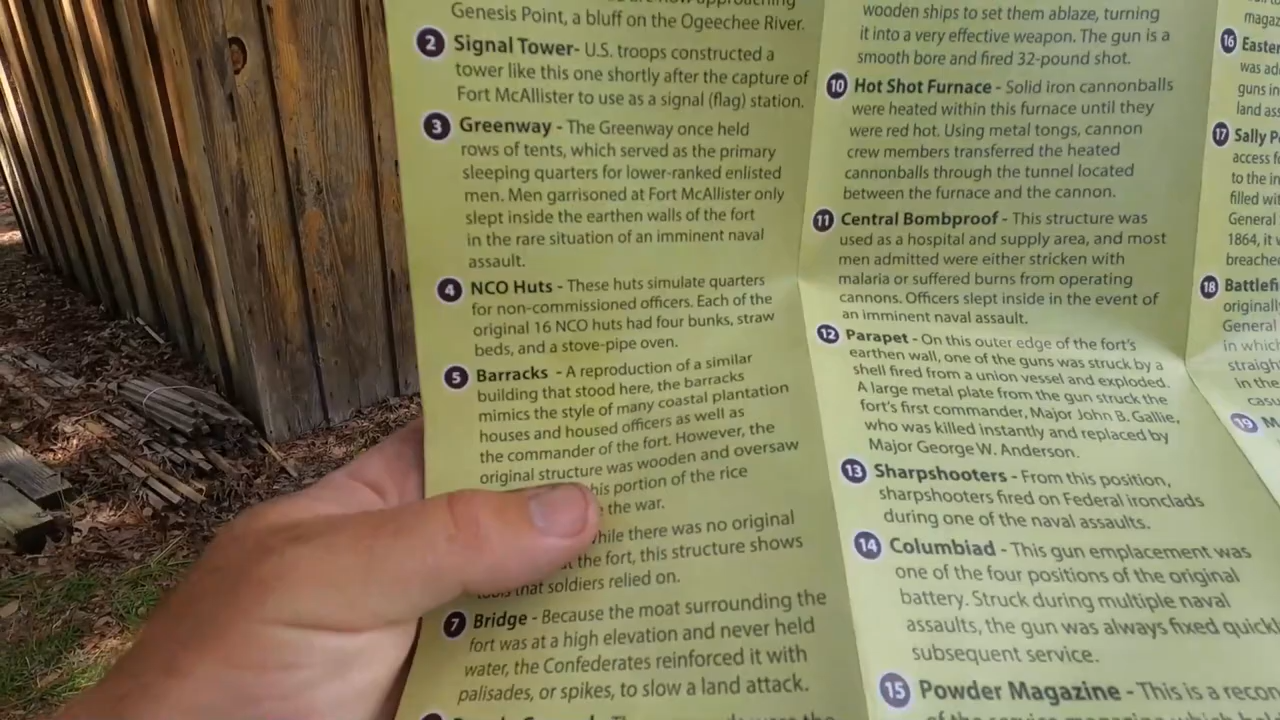 Genesis Point, a bluff on the Ogeechee River.
2 Signal Tower- U.S. troops constructed a
tower like this one shortly after the capture of
Fort McAllister to use as a signal (flag) station.
3 Greenway - The Greenway once held
rows of tents, which served as the primary
sleeping quarters for lower-ranked enlisted
men. Men garrisoned at Fort McAllister only
slept inside the earthen walls of the fort
in the rare situation of an imminent naval
assault.
4 NCO Huts - These huts simulate quarters
for non-commissioned officers. Each of the
original 16 NCO huts had four bunks, straw
beds, and a stove-pipe oven.
5 Barracks - A reproduction of a similar
building that stood here, the barracks
mimics the style of many coastal plantation
houses and housed officers as well as
the commander of the fort. However, the
original structure was wooden and oversaw
portion of the rice
the war.
there was no original
the fort, this structure shows
that soldiers relied on.
7 Bridge - Because the moat surrounding the
fort was at a high elevation and never held
water, the Confederates reinforced it with
palisades, or spikes, to slow a land attack.
wooden ships to set them ablaze, turning
it into a very effective weapon. The gun is a
smooth bore and fired 32-pound shot.
10 Hot Shot Furnace - Solid iron cannonballs
were heated within this furnace until they
were red hot. Using metal tongs, cannon
crew members transferred the heated
cannonballs through the tunnel located
between the furnace and the cannon.
11 Central Bombproof - This structure was
used as a hospital and supply area, and most
men admitted were either stricken with
malaria or suffered burns from operating
cannons. Officers slept inside in the event of
an imminent naval assault.
12 Parapet - On this outer edge of the fort's
earthen wall, one of the guns was struck by a
shell fired from a union vessel and exploded.
A large metal plate from the gun struck the
fort's first commander, Major John B. Gallie,
who was killed instantly and replaced by
Major George W. Anderson.
13 Sharpshooters - From this position,
sharpshooters fired on Federal ironclads
during one of the naval assaults.
14 Columbiad - This gun emplacement was
one of the four positions of the original
battery. Struck during multiple naval
assaults, the gun was always fixed quickl
subsequent service.
15 Powder Magazine - This is a recon
magaz
16 Easter
was ad
guns in
land ass
17 Sally P
access f
to the in
filled wit
General
1864, it
breache
18 Battlefi
originall
General
in which
straigh
in the
casu
19 M